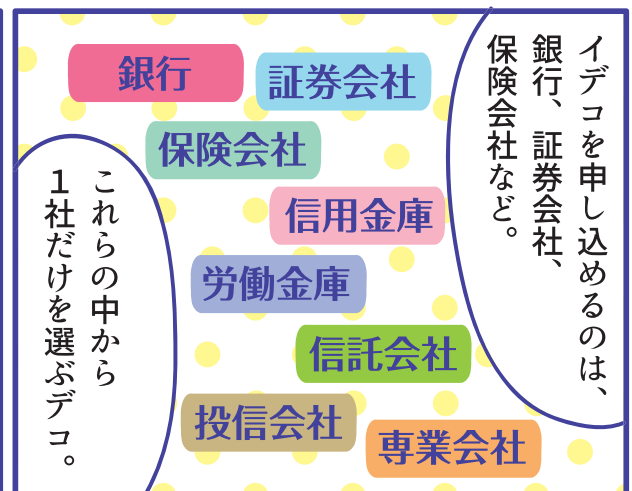 イデコを申し込めるのは、
銀行、証券会社、
保険会社など。
銀行
証券会社
保険会社
信用金庫
労働金庫
信託会社
投信会社
専業会社
これらの中から
1社だけを選ぶデコ。